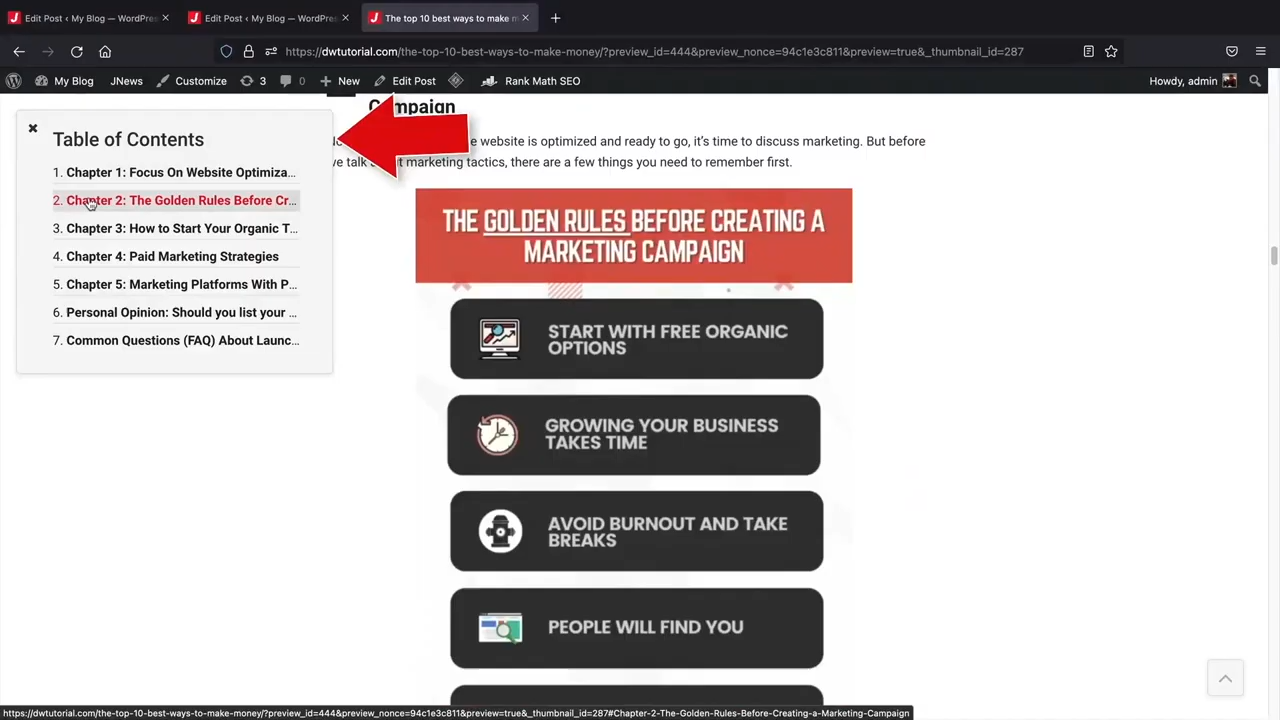 Edit Post ‹ My Blog — WordPres
Edit Post ‹ My Blog — WordPres
The top 10 best ways to make m
https://dwtutorial.com/the-top-10-best-ways-to-make-money/?preview_id=444&preview_nonce=94c1e3c811&preview=true&_thumbnail_id=287
My Blog
JNews
Customize
3
0
New
Edit Post
Rank Math SEO
Howdy, admin
Campaign
Table of Contents
1. Chapter 1: Focus On Website Optimiza...
2. Chapter 2: The Golden Rules Before Cr...
3. Chapter 3: How to Start Your Organic T...
4. Chapter 4: Paid Marketing Strategies
5. Chapter 5: Marketing Platforms With P...
6. Personal Opinion: Should you list your ...
7. Common Questions (FAQ) About Launc...
website is optimized and ready to go, it’s time to discuss marketing. But before
talk marketing tactics, there are a few things you need to remember first.
THE GOLDEN RULES BEFORE CREATING A
MARKETING CAMPAIGN
START WITH FREE ORGANIC
OPTIONS
GROWING YOUR BUSINESS
TAKES TIME
AVOID BURNOUT AND TAKE
BREAKS
PEOPLE WILL FIND YOU
https://dwtutorial.com/the-top-10-best-ways-to-make-money/?preview_id=444&preview_nonce=94c1e3c811&preview=true&_thumbnail_id=287#Chapter-2-The-Golden-Rules-Before-Creating-a-Marketing-Campaign